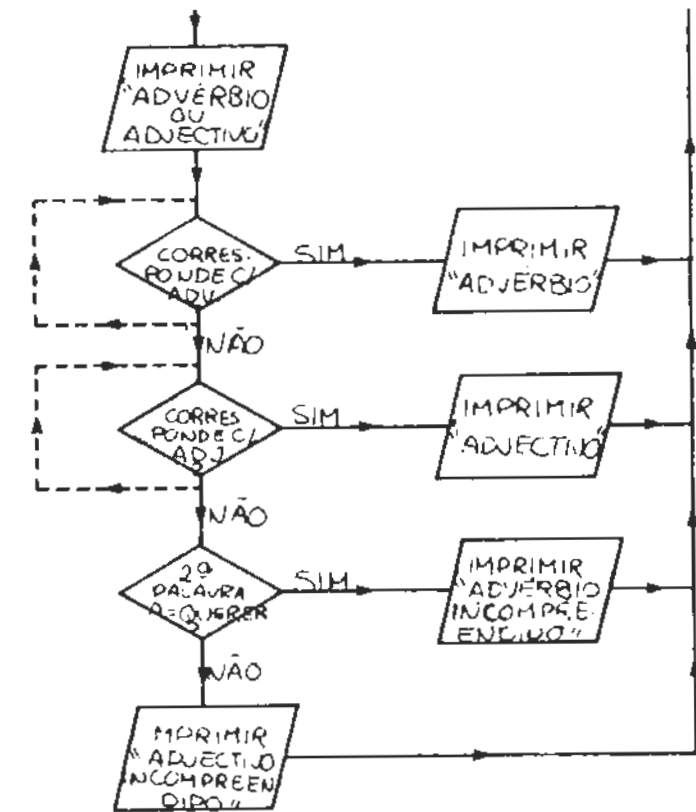 IMPRIMIR
"ADVÉRBIO
OU
ADJECTIVO"
CORRES-
PONDE C/
ADV.
SIM
IMPRIMIR
"ADVÉRBIO"
NÃO
CORRES
PONDE C/
ADJ
?
SIM
IMPRIMIR
"ADJECTIVO"
NÃO
2ª
PALAVRA
A=QUERER
?
SIM
IMPRIMIR
"ADVÉRBIO
INCOMPRE-
ENDIDO"
NÃO
MPRIMIR
"ADJECTIVO
INCOMPREEN
DIDO"